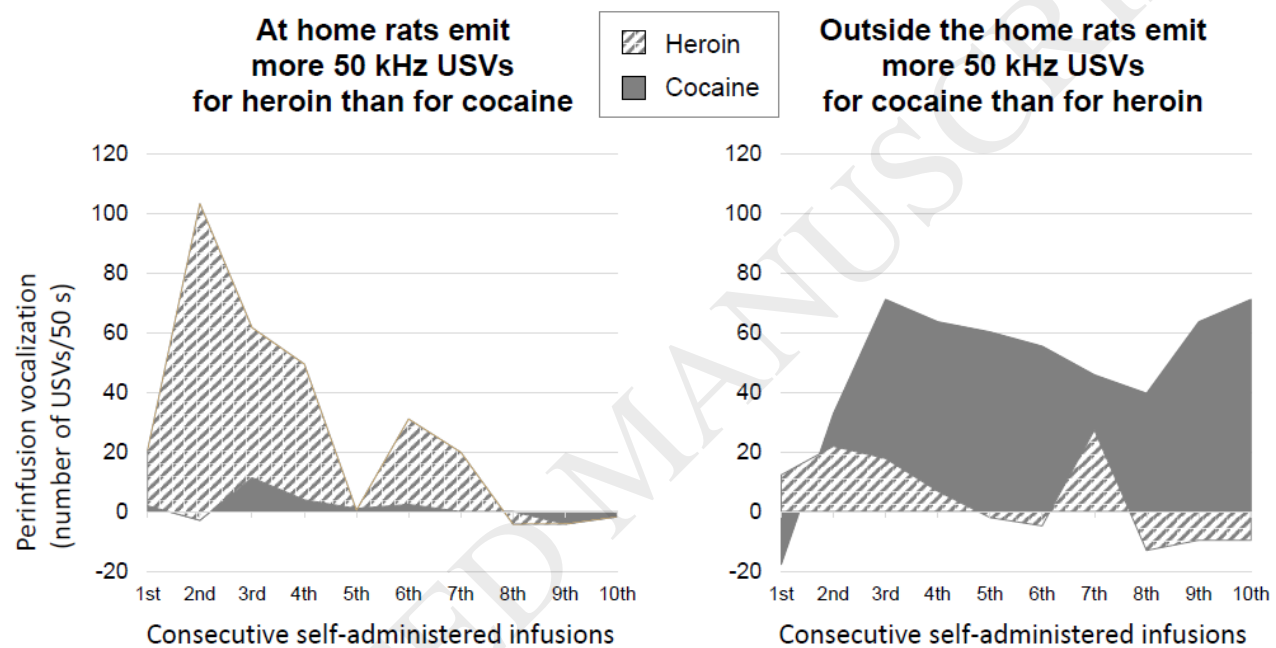 At home rats emit
more 50 kHz USVs
for heroin than for cocaine
Heroin
Cocaine
Outside the home rats emit
more 50 kHz USVs
for cocaine than for heroin
Perinfusion vocalization
(number of USVs/50 s)
120
100
80
60
40
20
0
-20
1st 2nd 3rd 4th 5th 6th 7th 8th 9th 10th
Consecutive self-administered infusions
120
100
80
60
40
20
0
-20
1st 2nd 3rd 4th 5th 6th 7th 8th 9th 10th
Consecutive self-administered infusions
ED MANUSCRI